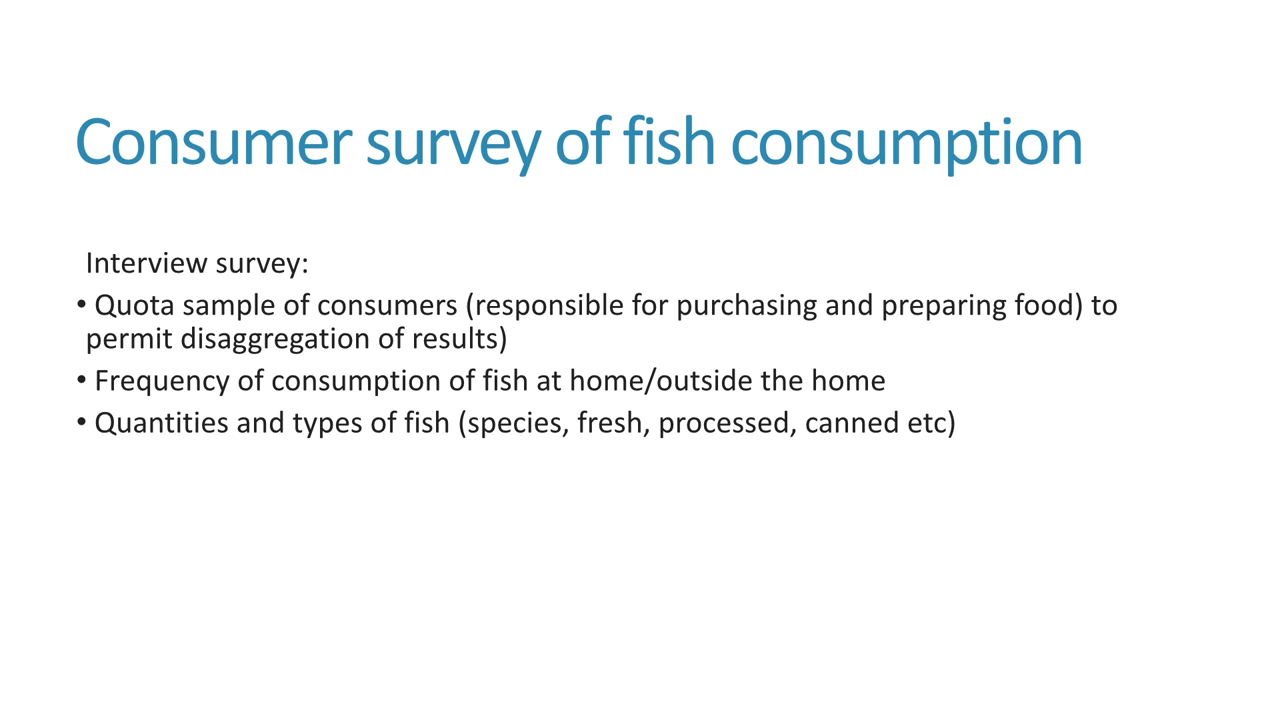 Consumer survey of fish consumption
Interview survey:
• Quota sample of consumers (responsible for purchasing and preparing food) to
permit disaggregation of results)
• Frequency of consumption of fish at home/outside the home
• Quantities and types of fish (species, fresh, processed, canned etc)